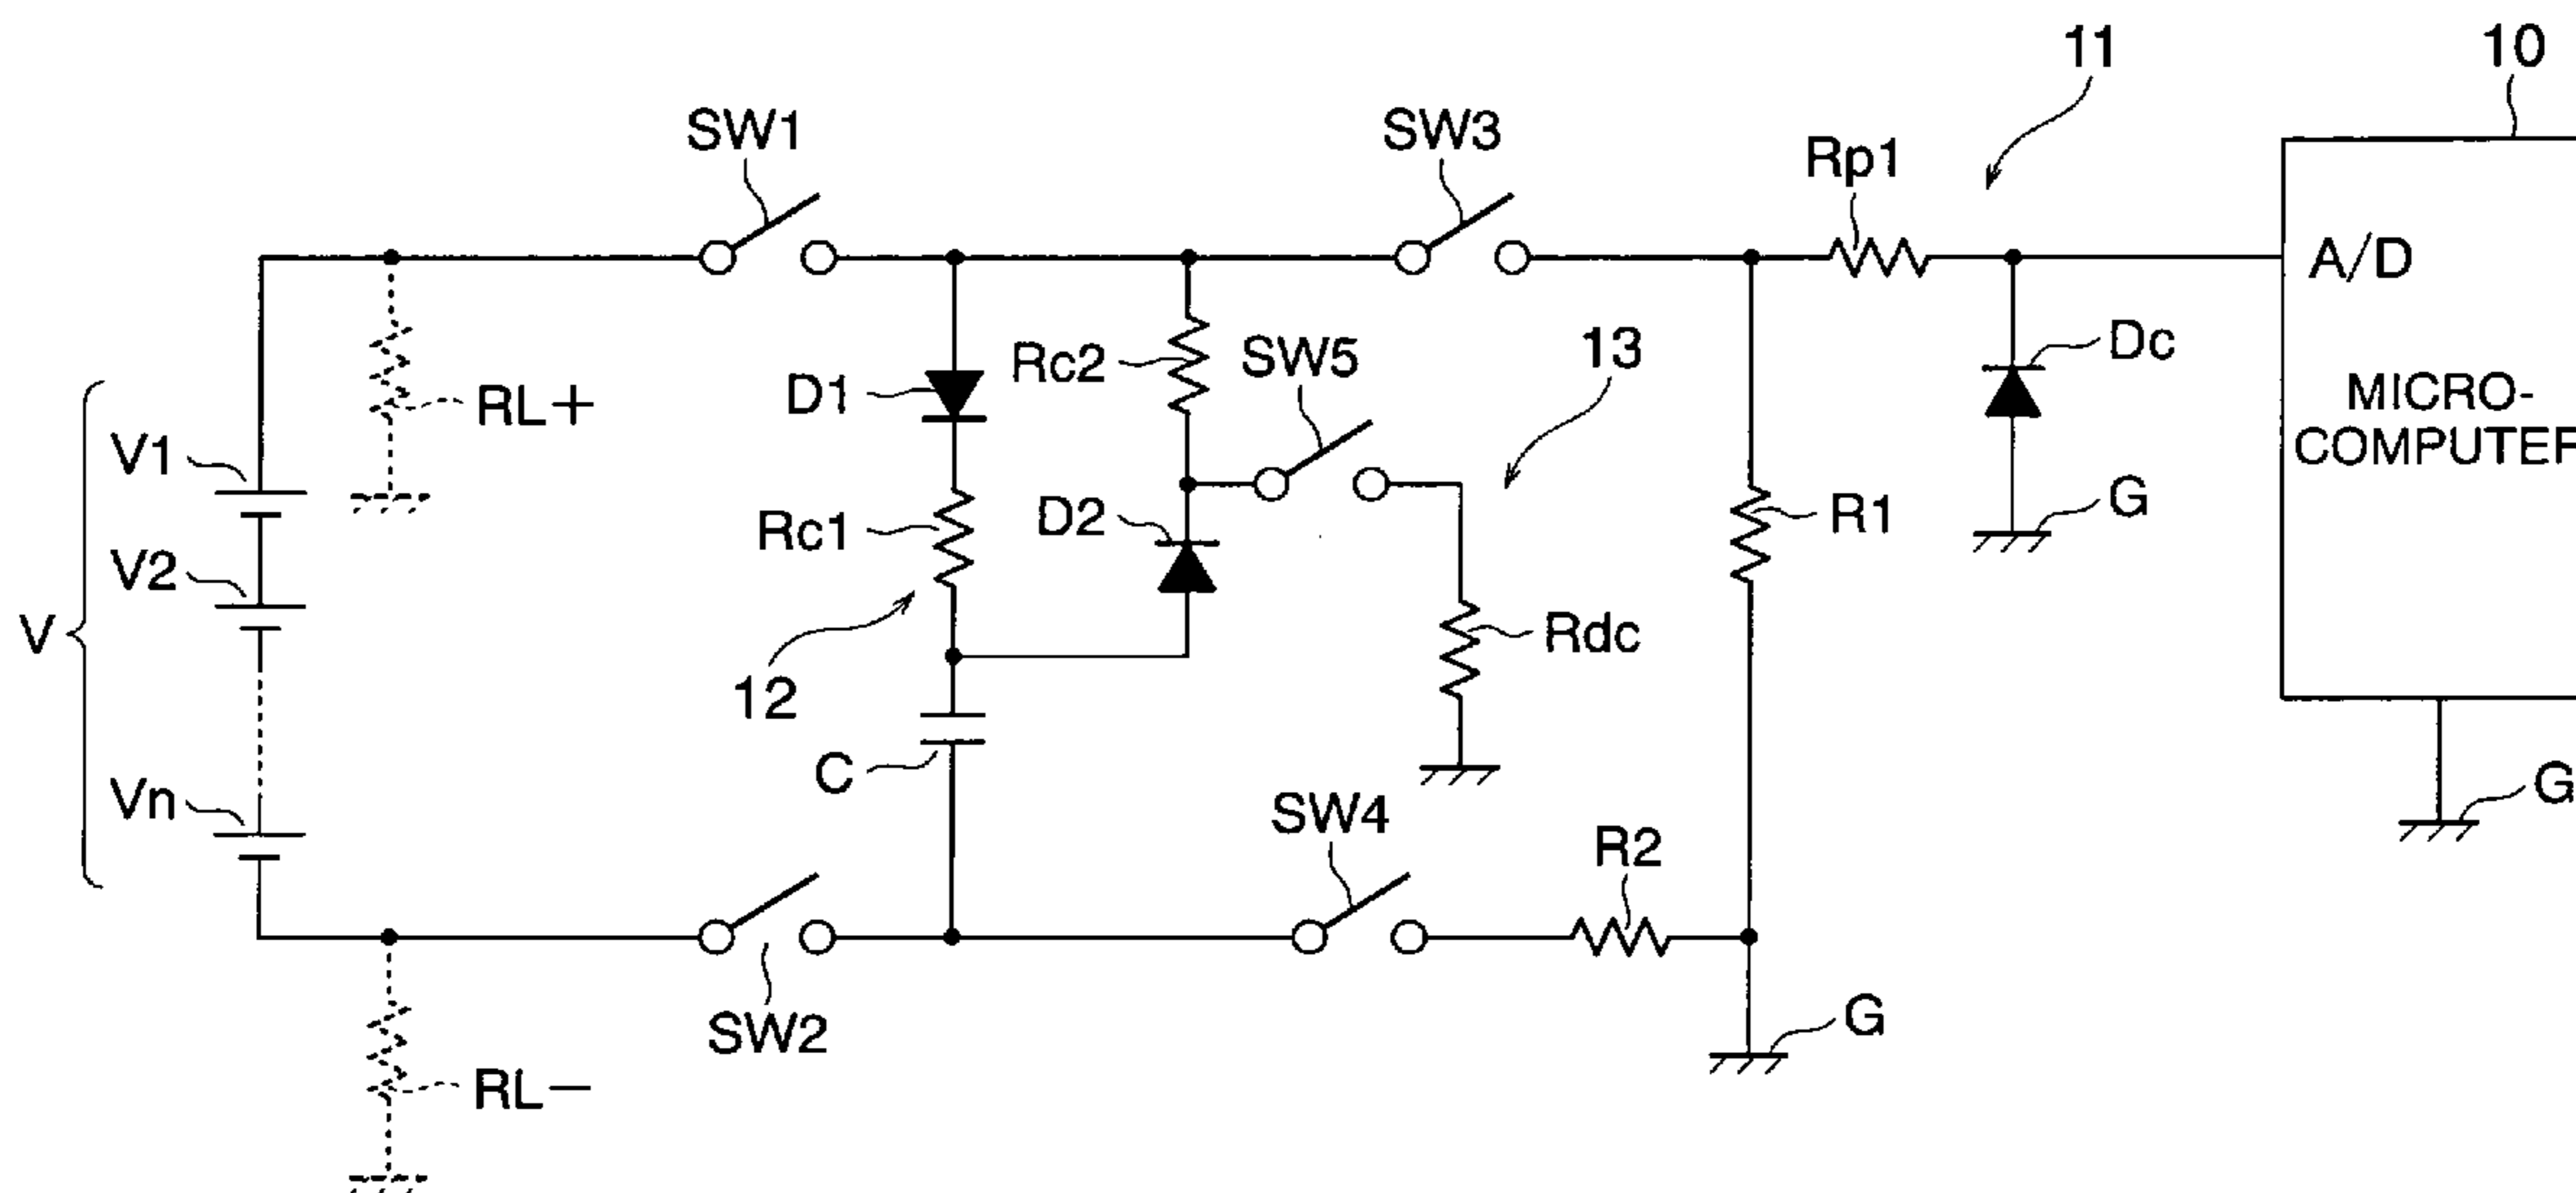 11
10
SW1
SW3
Rp1
A/D
Dc
MICRO-
COMPUTER
RL+
D1
Rc2
SW5
13
V1
G
Rc1
D2
R1
V2
V
Rdc
12
C
G
Vn
SW4
R2
SW2
G
RL−